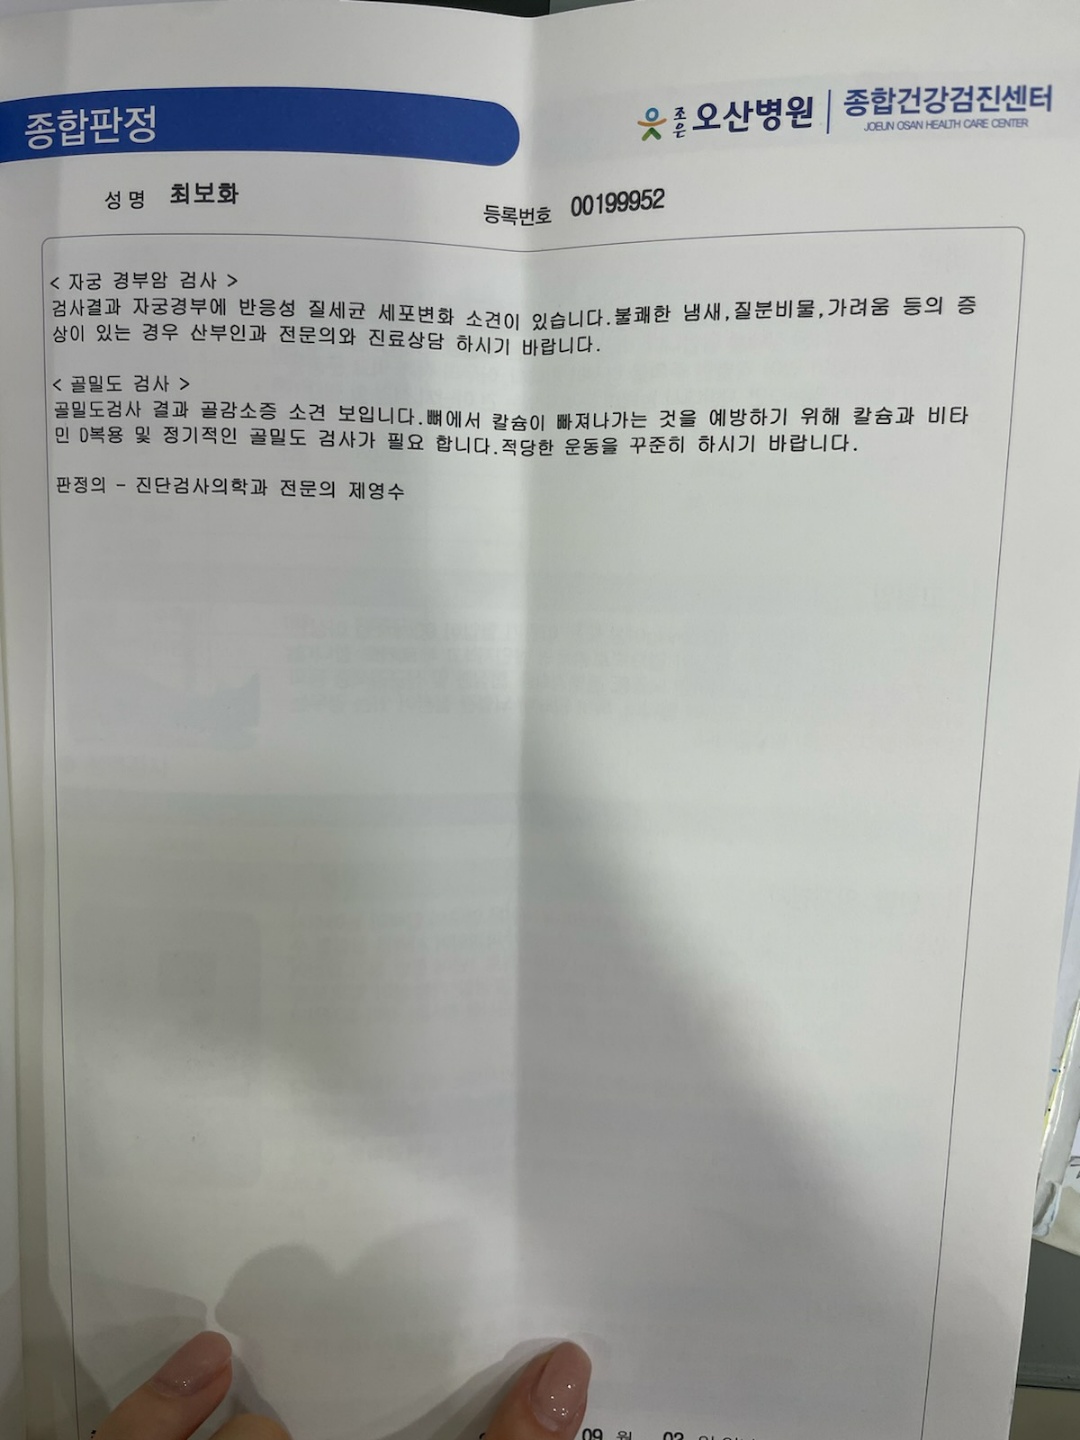 종합판정
조은 오산병원 종합건강검진센터
JOEUN OSAN HEALTH CARE CENTER
성 명 최보화
등록번호 00199952
< 자궁 경부암 검사 >
검사결과 자궁경부에 반응성 질세균 세포변화 소견이 있습니다.불쾌한 냄새,질분비물,가려움 등의 증
상이 있는 경우 산부인과 전문의와 진료상담 하시기 바랍니다.
< 골밀도 검사 >
골밀도검사 결과 골감소증 소견 보입니다.뼈에서 칼슘이 빠져나가는 것을 예방하기 위해 칼슘과 비타
민 D복용 및 정기적인 골밀도 검사가 필요 합니다.적당한 운동을 꾸준히 하시기 바랍니다.
판정의 - 진단검사의학과 전문의 제영수
09 월